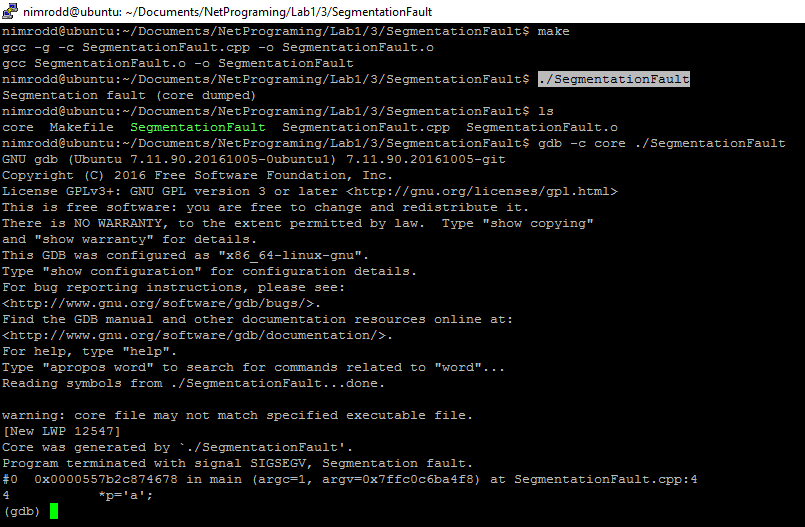 nimrodd@ubuntu: ~/Documents/NetPrograming/Lab1/3/SegmentationFault
nimrodd@ubuntu:~/Documents/NetPrograming/Lab1/3/SegmentationFault$ make
gcc -g -c SegmentationFault.cpp -o SegmentationFault.o
gcc SegmentationFault.o -o SegmentationFault
nimrodd@ubuntu:~/Documents/NetPrograming/Lab1/3/SegmentationFault$ ./SegmentationFault
Segmentation fault (core dumped)
nimrodd@ubuntu:~/Documents/NetPrograming/Lab1/3/SegmentationFault$ ls
core  Makefile  SegmentationFault  SegmentationFault.cpp  SegmentationFault.o
nimrodd@ubuntu:~/Documents/NetPrograming/Lab1/3/SegmentationFault$ gdb -c core ./SegmentationFault
GNU gdb (Ubuntu 7.11.90.20161005-0ubuntu1) 7.11.90.20161005-git
Copyright (C) 2016 Free Software Foundation, Inc.
License GPLv3+: GNU GPL version 3 or later <http://gnu.org/licenses/gpl.html>
This is free software: you are free to change and redistribute it.
There is NO WARRANTY, to the extent permitted by law.  Type "show copying"
and "show warranty" for details.
This GDB was configured as "x86_64-linux-gnu".
Type "show configuration" for configuration details.
For bug reporting instructions, please see:
<http://www.gnu.org/software/gdb/bugs/>.
Find the GDB manual and other documentation resources online at:
<http://www.gnu.org/software/gdb/documentation/>.
For help, type "help".
Type "apropos word" to search for commands related to "word"...
Reading symbols from ./SegmentationFault...done.
warning: core file may not match specified executable file.
[New LWP 12547]
Core was generated by `./SegmentationFault'.
Program terminated with signal SIGSEGV, Segmentation fault.
#0  0x0000557b2c874678 in main (argc=1, argv=0x7ffc0c6ba4f8) at SegmentationFault.cpp:4
4           *p='a';
(gdb)